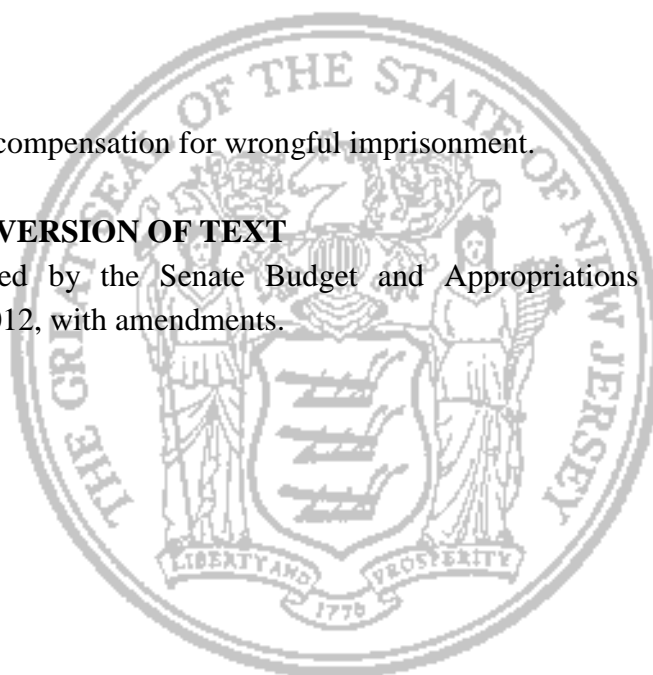 THE GREAT SEAL OF THE STATE OF NEW JERSEY
compensation for wrongful imprisonment.
VERSION OF TEXT
ed by the Senate Budget and Appropriations
012, with amendments.
LIBERTY AND PROSPERITY
1776